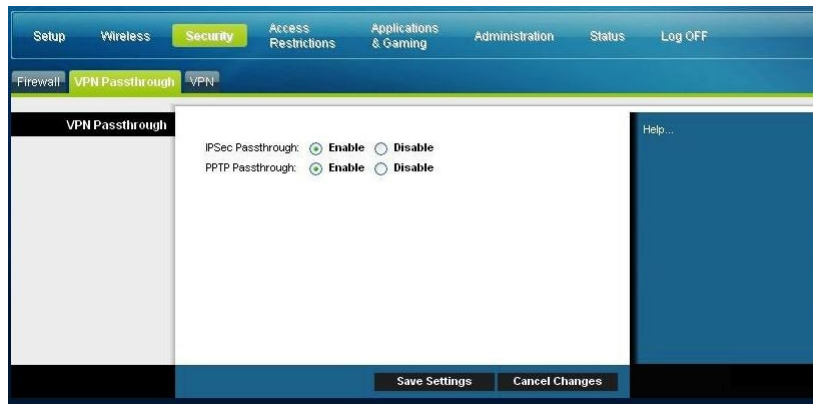 Setup Wireless Security Access Restrictions Applications & Gaming Administration Status Log OFF
Firewall VPN Passthrough VPN
VPN Passthrough
IPSec Passthrough: Enable Disable
PPTP Passthrough: Enable Disable
Help...
Save Settings Cancel Changes